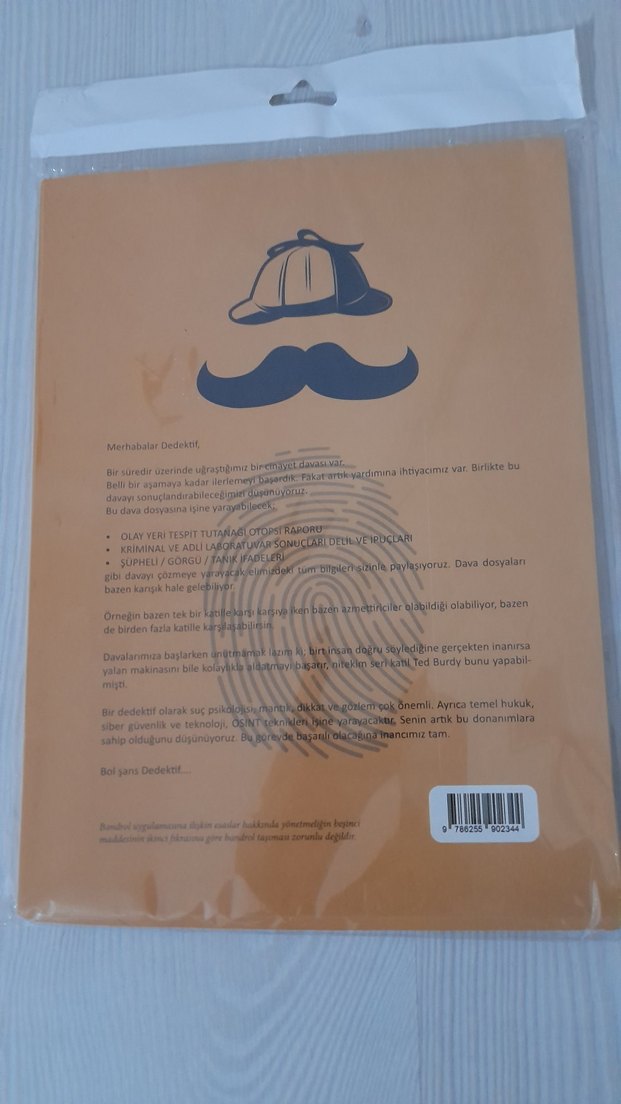 Merhabalar Dedektif,
Bir süredir üzerinde uğraştığımız bir cinayet davası var.
Belli bir aşamaya kadar ilerlemeyi başardık. Fakat artık yardımına ihtiyacımız var. Birlikte bu
davayı sonuçlandırabileceğimizi düşünüyoruz.
Bu dava dosyasına işine yarayabilecek;
• OLAY YERİ TESPİT TUTANAĞI OTOPSİ RAPORU
• KRİMİNAL VE ADLİ LABORATUVAR SONUÇLARI DELİL VE İPUÇLARI
• ŞÜPHELİ / GÖRGÜ / TANIK İFADELERİ
gibi davayı çözmeye yarayacak elimizdeki tüm bilgileri sizinle paylaşıyoruz. Dava dosyaları
bazen karışık hale gelebiliyor.
Örneğin bazen tek bir katille karşı karşıya iken bazen azmettiriciler olabildiği olabiliyor, bazen
de birden fazla katille karşılaşabilirsin.
Davalarımıza başlarken unutmamak lazım ki; birt insan doğru söylediğine gerçekten inanırsa
yalan makinasını bile kolaylıkla aldatmayı başarır, nitekim seri katil Ted Burdy bunu yapabil-
mişti.
Bir dedektif olarak suç psikolojisi, mantık, dikkat ve gözlem çok önemli. Ayrıca temel hukuk,
siber güvenlik ve teknoloji, OSINT teknikleri işine yarayacaktır. Senin artık bu donanımlara
sahip olduğunu düşünüyoruz. Bu görevde başarılı olacağına inancımız tam.
Bol şans Dedektif....
Bandrol uygulamasına ilişkin esaslar hakkında yönetmeliğin beşinci
maddesinin ikinci fıkrasına göre bandrol taşıması zorunlu değildir.
9 786255 902344